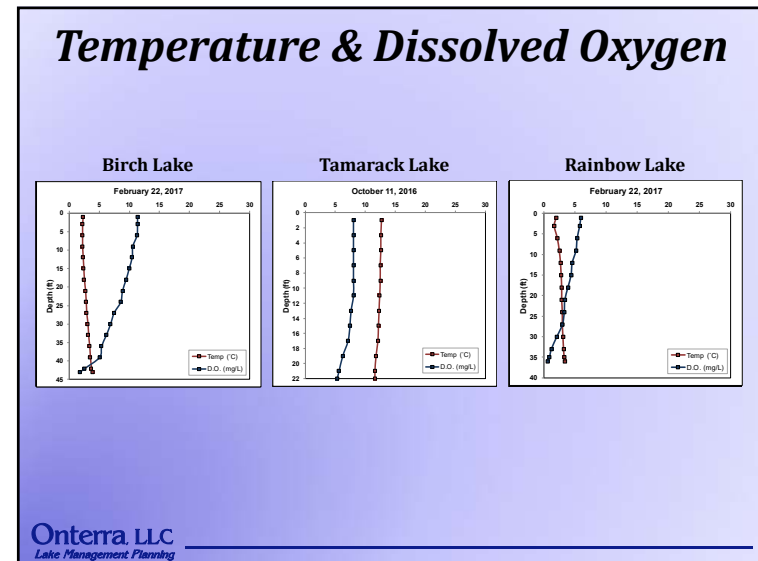 Temperature & Dissolved Oxygen
Birch Lake
February 22, 2017
0 5 10 15 20 25 30
0
5
10
15
20
25
30
35
40
45
Depth (ft)
Temp (˚C)
D.O. (mg/L)
Tamarack Lake
October 11, 2016
0 5 10 15 20 25 30
0
2
4
6
8
10
12
14
16
18
20
22
Depth (ft)
Temp (˚C)
D.O. (mg/L)
Rainbow Lake
February 22, 2017
0 5 10 15 20 25 30
0
5
10
15
20
25
30
35
40
Depth (ft)
Temp (˚C)
D.O. (mg/L)
Onterra, LLC
Lake Management Planning